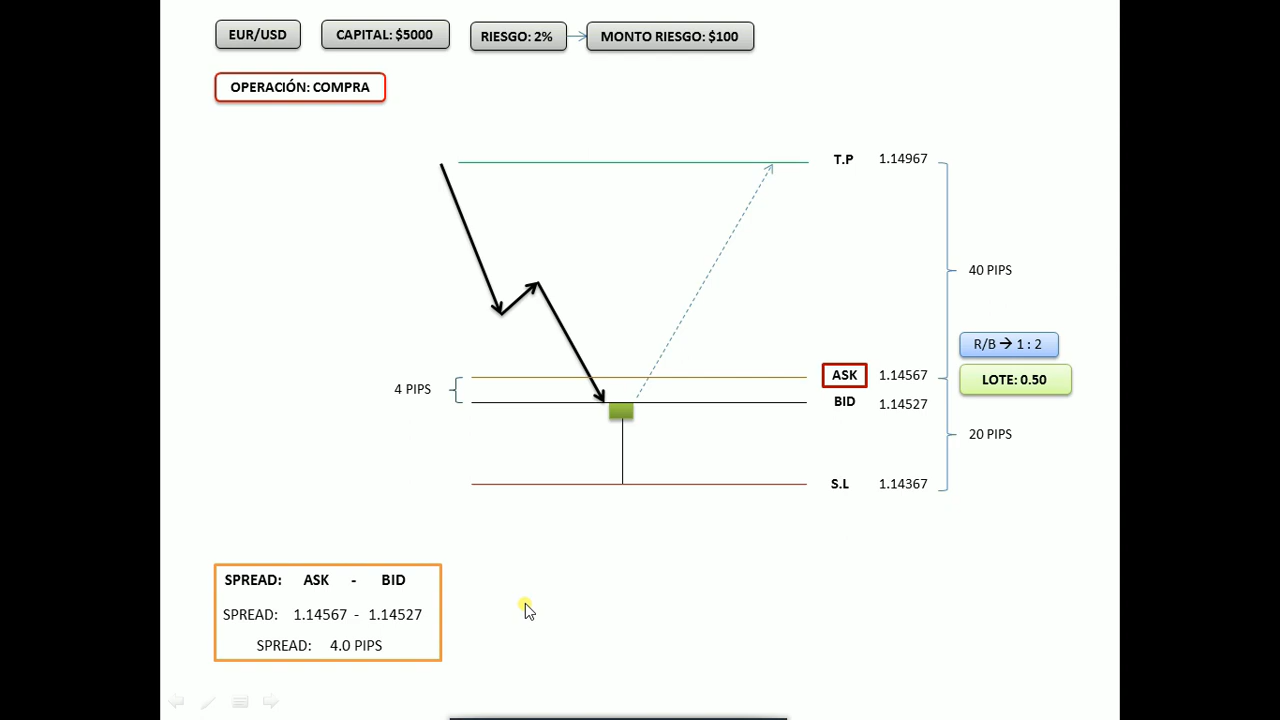 EUR/USD
CAPITAL: $5000
RIESGO: 2%
MONTO RIESGO: $100
OPERACIÓN: COMPRA
T.P 1.14967
40 PIPS
R/B → 1 : 2
4 PIPS
ASK 1.14567
LOTE: 0.50
BID 1.14527
20 PIPS
S.L 1.14367
SPREAD: ASK - BID
SPREAD: 1.14567 - 1.14527
SPREAD: 4.0 PIPS